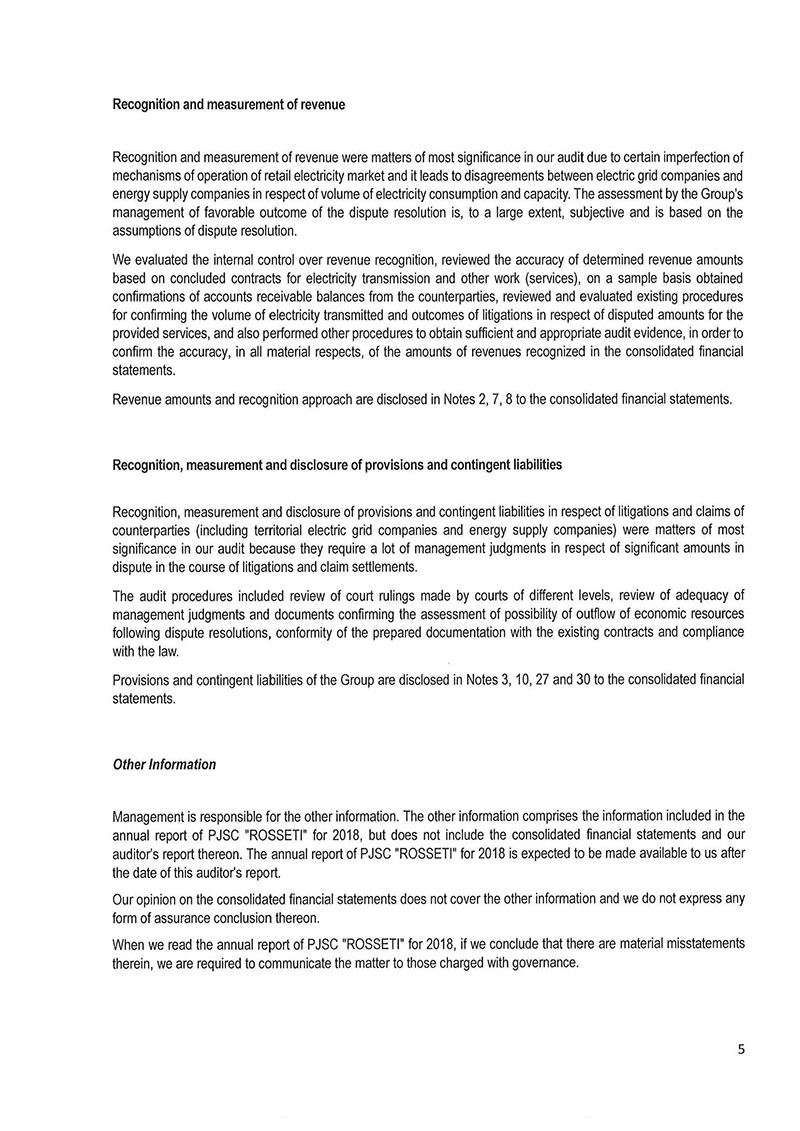 Recognition and measurement of revenue
Recognition and measurement of revenue were matters of most significance in our audit due to certain imperfection of
mechanisms of operation of retail electricity market and it leads to disagreements between electric grid companies and
energy supply companies in respect of volume of electricity consumption and capacity. The assessment by the Group's
management of favorable outcome of the dispute resolution is, to a large extent, subjective and is based on the
assumptions of dispute resolution.
We evaluated the internal control over revenue recognition, reviewed the accuracy of determined revenue amounts
based on concluded contracts for electricity transmission and other work (services), on a sample basis obtained
confirmations of accounts receivable balances from the counterparties, reviewed and evaluated existing procedures
for confirming the volume of electricity transmitted and outcomes of litigations in respect of disputed amounts for the
provided services, and also performed other procedures to obtain sufficient and appropriate audit evidence, in order to
confirm the accuracy, in all material respects, of the amounts of revenues recognized in the consolidated financial
statements.
Revenue amounts and recognition approach are disclosed in Notes 2, 7, 8 to the consolidated financial statements.
Recognition, measurement and disclosure of provisions and contingent liabilities
Recognition, measurement and disclosure of provisions and contingent liabilities in respect of litigations and claims of
counterparties (including territorial electric grid companies and energy supply companies) were matters of most
significance in our audit because they require a lot of management judgments in respect of significant amounts in
dispute in the course of litigations and claim settlements.
The audit procedures included review of court rulings made by courts of different levels, review of adequacy of
management judgments and documents confirming the assessment of possibility of outflow of economic resources
following dispute resolutions, conformity of the prepared documentation with the existing contracts and compliance
with the law.
Provisions and contingent liabilities of the Group are disclosed in Notes 3, 10, 27 and 30 to the consolidated financial
statements.
Other Information
Management is responsible for the other information. The other information comprises the information included in the
annual report of PJSC "ROSSETI" for 2018, but does not include the consolidated financial statements and our
auditor's report thereon. The annual report of PJSC "ROSSETI" for 2018 is expected to be made available to us after
the date of this auditor's report.
Our opinion on the consolidated financial statements does not cover the other information and we do not express any
form of assurance conclusion thereon.
When we read the annual report of PJSC "ROSSETI" for 2018, if we conclude that there are material misstatements
therein, we are required to communicate the matter to those charged with governance.
5